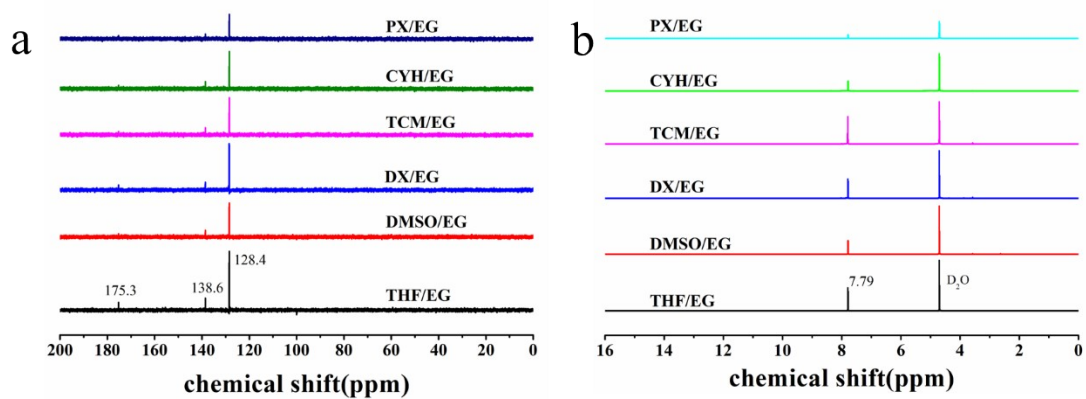 a
PX/EG
CYH/EG
TCM/EG
DX/EG
DMSO/EG
128.4
175.3
138.6
THF/EG
200 180 160 140 120 100 80 60 40 20 0
chemical shift(ppm)
b
PX/EG
CYH/EG
TCM/EG
DX/EG
DMSO/EG
7.79
D₂O
THF/EG
16 14 12 10 8 6 4 2 0
chemical shift(ppm)